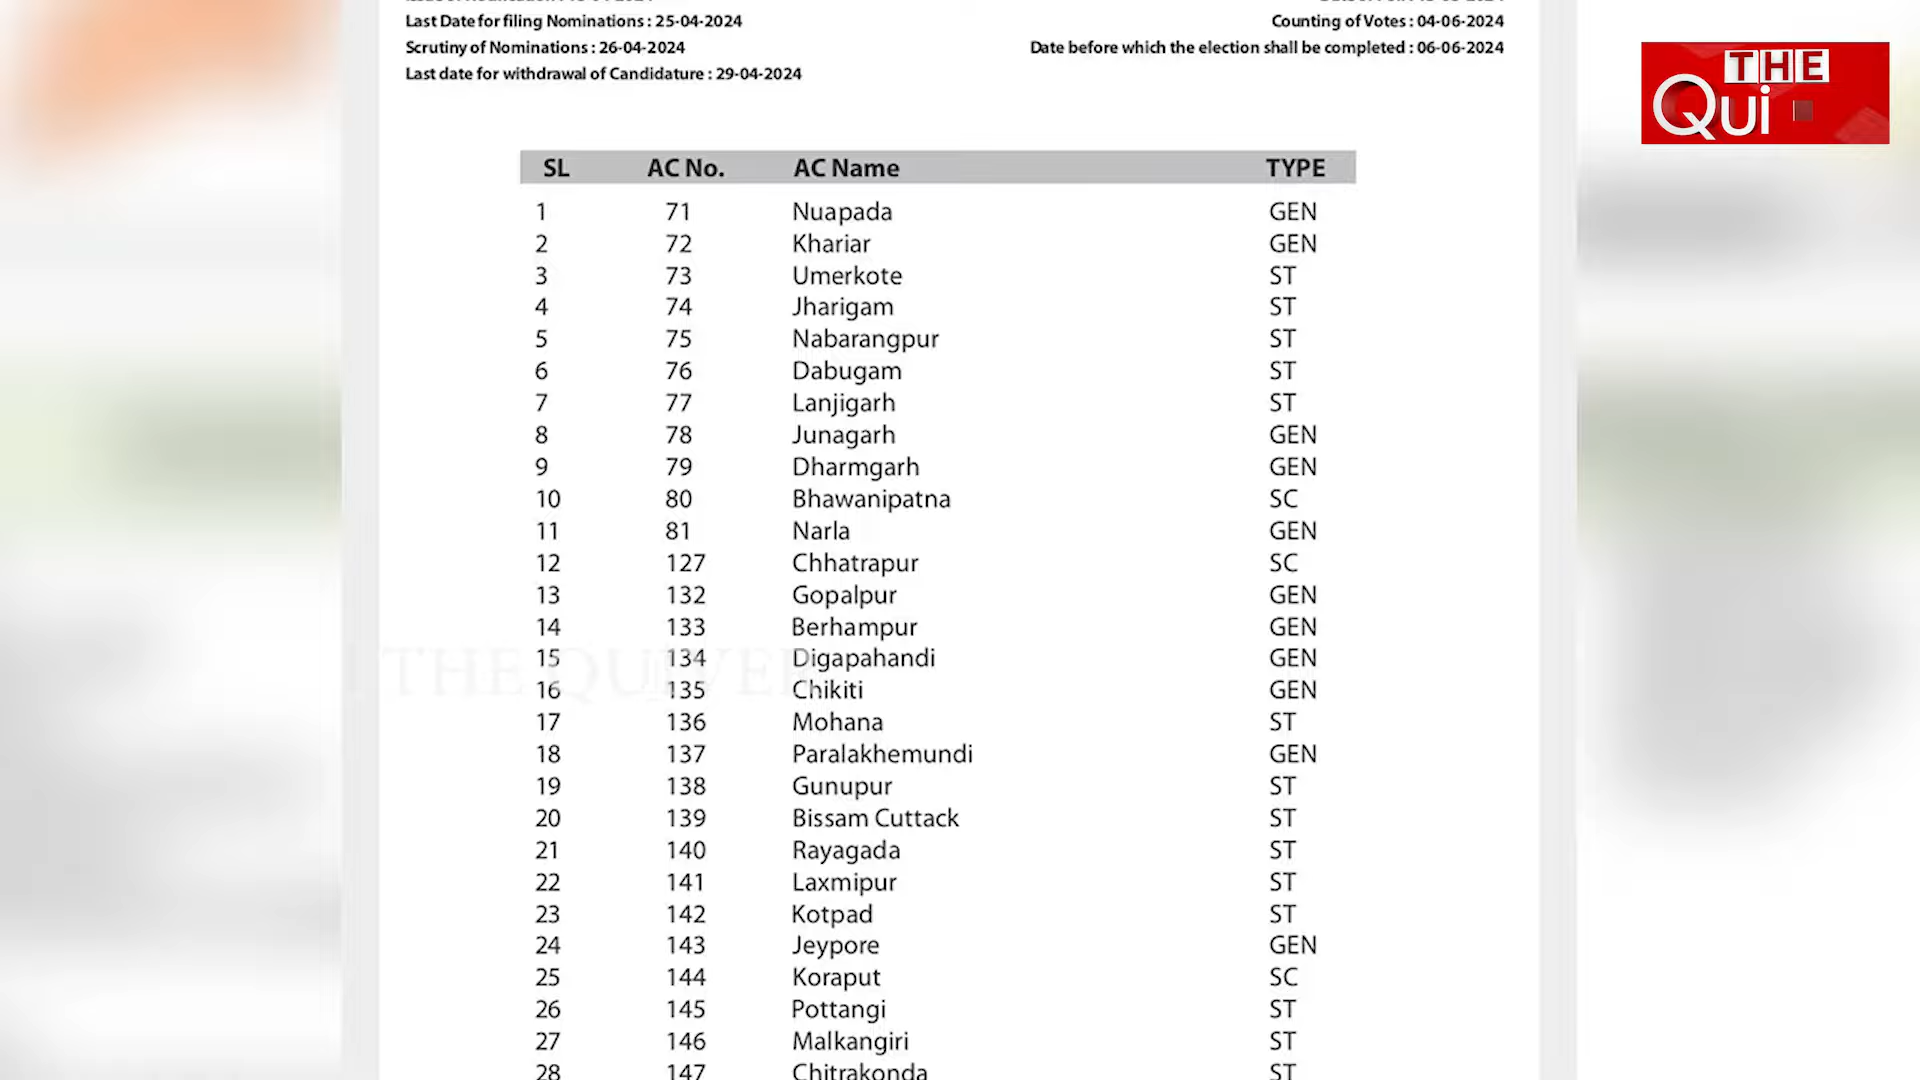 Last Date for filing Nominations : 25-04-2024
Counting of Votes : 04-06-2024
Scrutiny of Nominations : 26-04-2024
Date before which the election shall be completed : 06-06-2024
Last date for withdrawal of Candidature : 29-04-2024
THE
Qui
SL AC No. AC Name TYPE
1 71 Nuapada GEN
2 72 Khariar GEN
3 73 Umerkote ST
4 74 Jharigam ST
5 75 Nabarangpur ST
6 76 Dabugam ST
7 77 Lanjigarh ST
8 78 Junagarh GEN
9 79 Dharmgarh GEN
10 80 Bhawanipatna SC
11 81 Narla GEN
12 127 Chhatrapur SC
13 132 Gopalpur GEN
14 133 Berhampur GEN
15 134 Digapahandi GEN
THE QUIVER
16 135 Chikiti GEN
17 136 Mohana ST
18 137 Paralakhemundi GEN
19 138 Gunupur ST
20 139 Bissam Cuttack ST
21 140 Rayagada ST
22 141 Laxmipur ST
23 142 Kotpad ST
24 143 Jeypore GEN
25 144 Koraput SC
26 145 Pottangi ST
27 146 Malkangiri ST
28 147 Chitrakonda ST